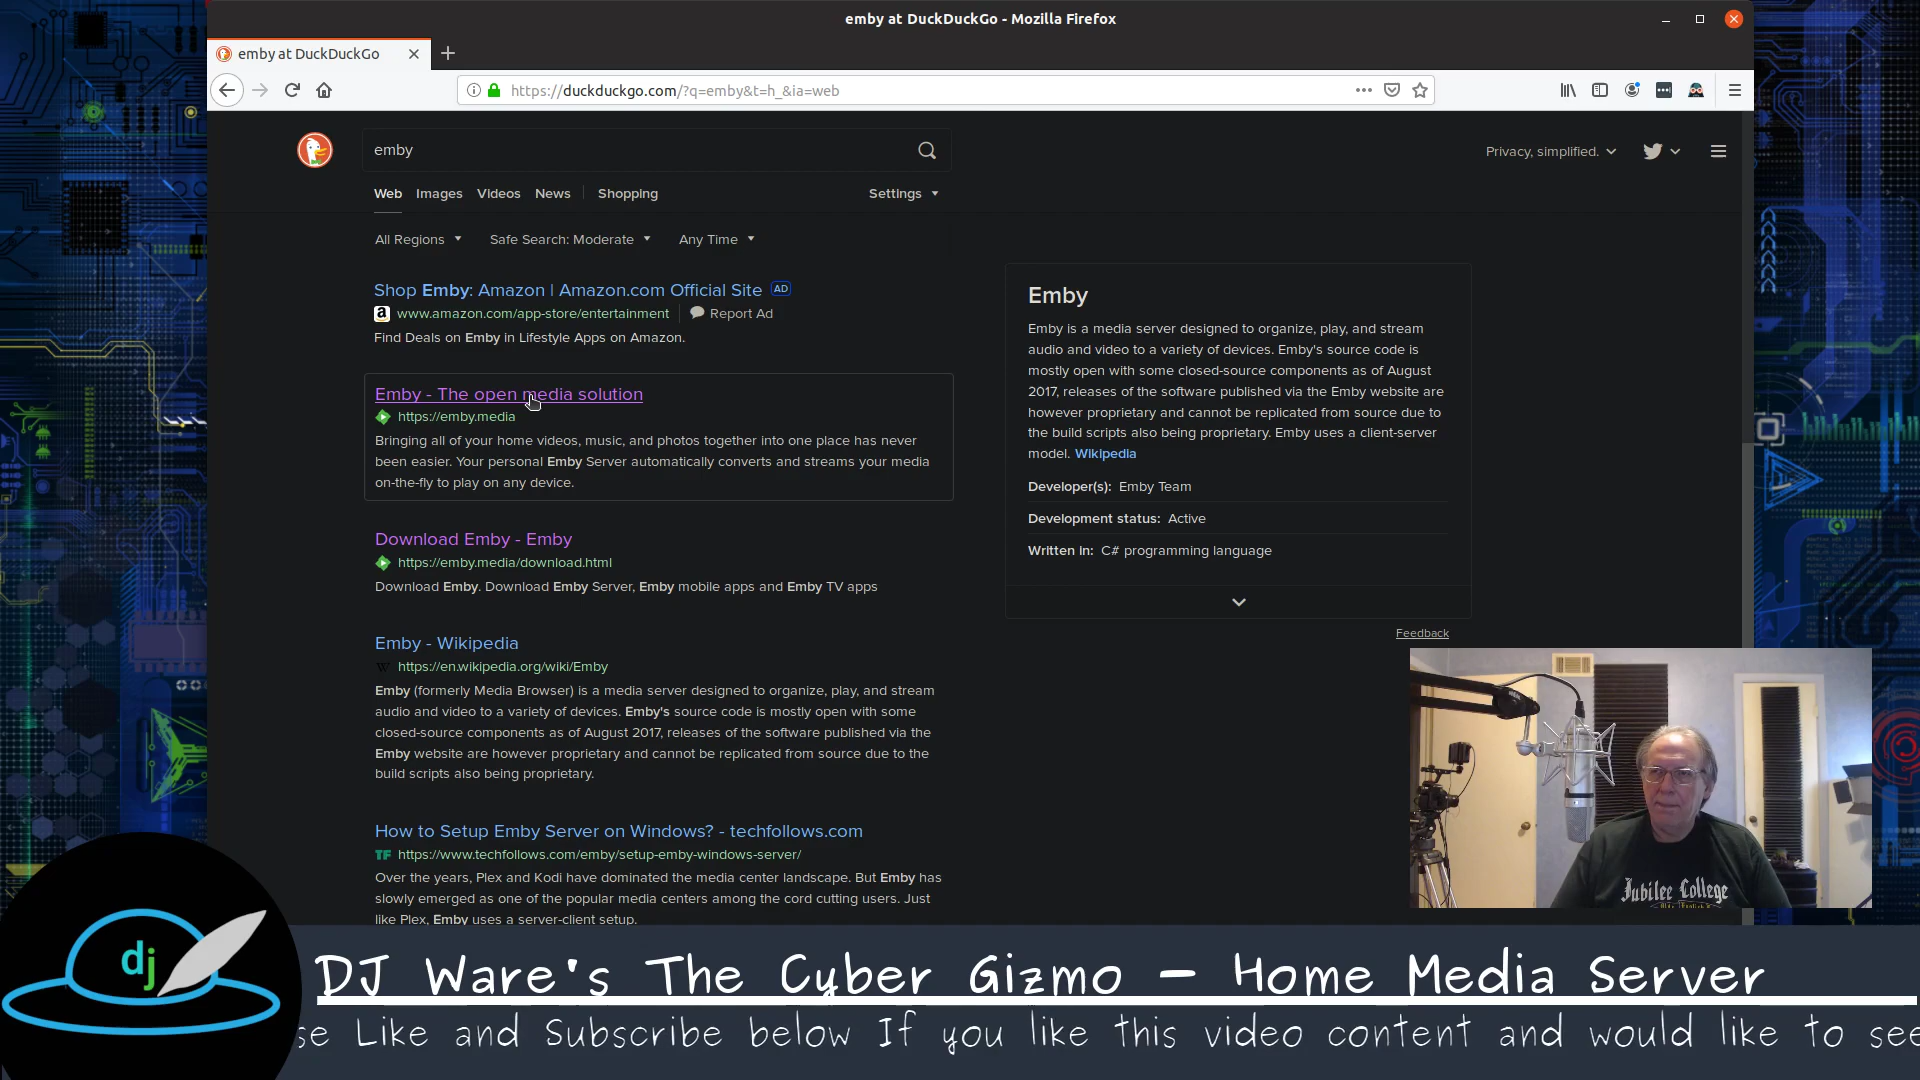 emby at DuckDuckGo - Mozilla Firefox
emby at DuckDuckGo
https://duckduckgo.com/?q=emby&t=h_&ia=web
emby
Privacy, simplified.
Web Images Videos News Shopping Settings
All Regions Safe Search: Moderate Any Time
Shop Emby: Amazon | Amazon.com Official Site AD
a www.amazon.com/app-store/entertainment Report Ad
Find Deals on Emby in Lifestyle Apps on Amazon.
Emby - The open media solution
https://emby.media
Bringing all of your home videos, music, and photos together into one place has never
been easier. Your personal Emby Server automatically converts and streams your media
on-the-fly to play on any device.
Download Emby - Emby
https://emby.media/download.html
Download Emby. Download Emby Server, Emby mobile apps and Emby TV apps
Emby - Wikipedia
W https://en.wikipedia.org/wiki/Emby
Emby (formerly Media Browser) is a media server designed to organize, play, and stream
audio and video to a variety of devices. Emby's source code is mostly open with some
closed-source components as of August 2017, releases of the software published via the
Emby website are however proprietary and cannot be replicated from source due to the
build scripts also being proprietary.
How to Setup Emby Server on Windows? - techfollows.com
TF https://www.techfollows.com/emby/setup-emby-windows-server/
Over the years, Plex and Kodi have dominated the media center landscape. But Emby has
slowly emerged as one of the popular media centers among the cord cutting users. Just
like Plex, Emby uses a server-client setup.
Emby
Emby is a media server designed to organize, play, and stream
audio and video to a variety of devices. Emby's source code is
mostly open with some closed-source components as of August
2017, releases of the software published via the Emby website are
however proprietary and cannot be replicated from source due to
the build scripts also being proprietary. Emby uses a client-server
model. Wikipedia
Developer(s): Emby Team
Development status: Active
Written in: C# programming language
Feedback
Jubilee College
dj
DJ Ware's The Cyber Gizmo – Home Media Server
se Like and Subscribe below If you like this video content and would like to see